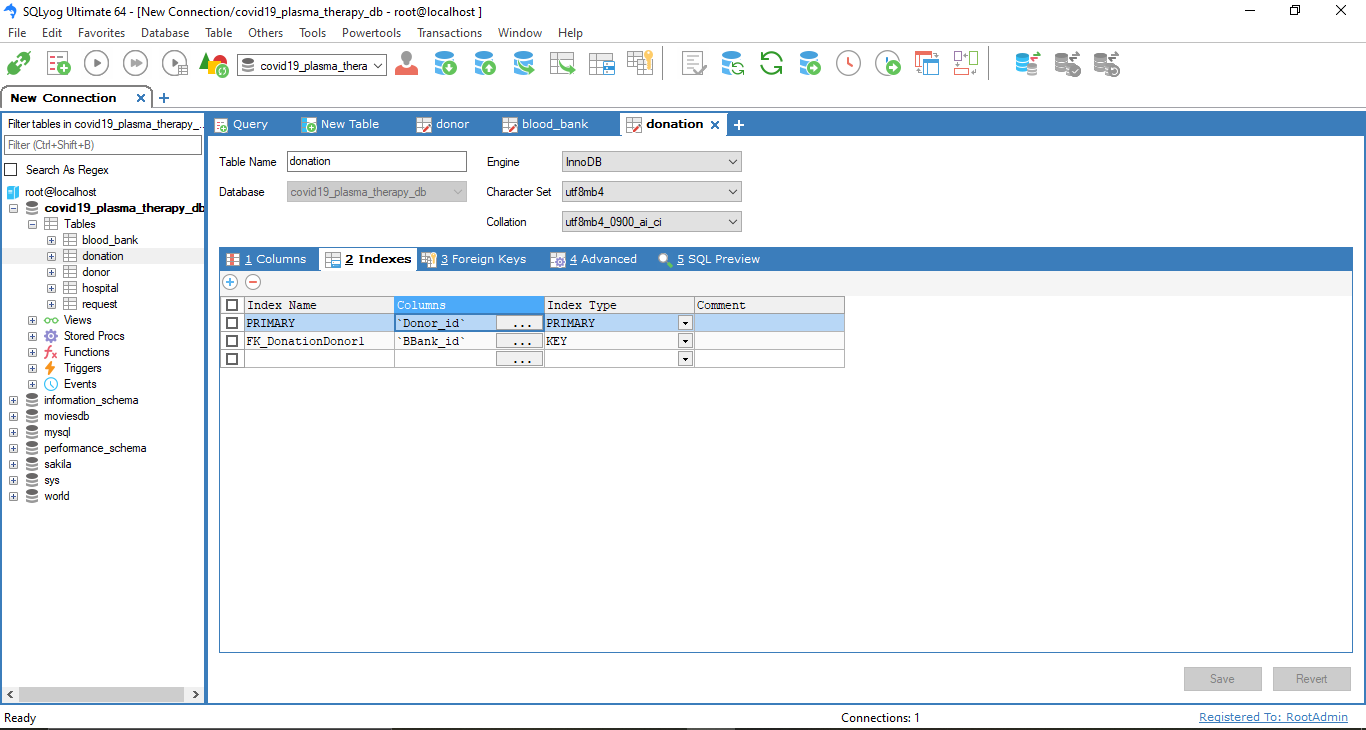 SQLyog Ultimate 64 - [New Connection/covid19_plasma_therapy_db - root@localhost ]
File Edit Favorites Database Table Others Tools Powertools Transactions Window Help
covid19_plasma_thera
New Connection
Filter tables in covid19_plasma_therapy_...
Filter (Ctrl+Shift+B)
Search As Regex
root@localhost
covid19_plasma_therapy_db
Tables
blood_bank
donation
donor
hospital
request
Views
Stored Procs
Functions
Triggers
Events
information_schema
moviesdb
mysql
performance_schema
sakila
sys
world
Query New Table donor blood_bank donation
Table Name donation Engine InnoDB
Database covid19_plasma_therapy_db Character Set utf8mb4
Collation utf8mb4_0900_ai_ci
1 Columns 2 Indexes 3 Foreign Keys 4 Advanced 5 SQL Preview
Index Name Columns Index Type Comment
PRIMARY `Donor_id` ... PRIMARY
FK_DonationDonor1 `BBank_id` ... KEY
...
Save Revert
Ready Connections: 1 Registered To: RootAdmin